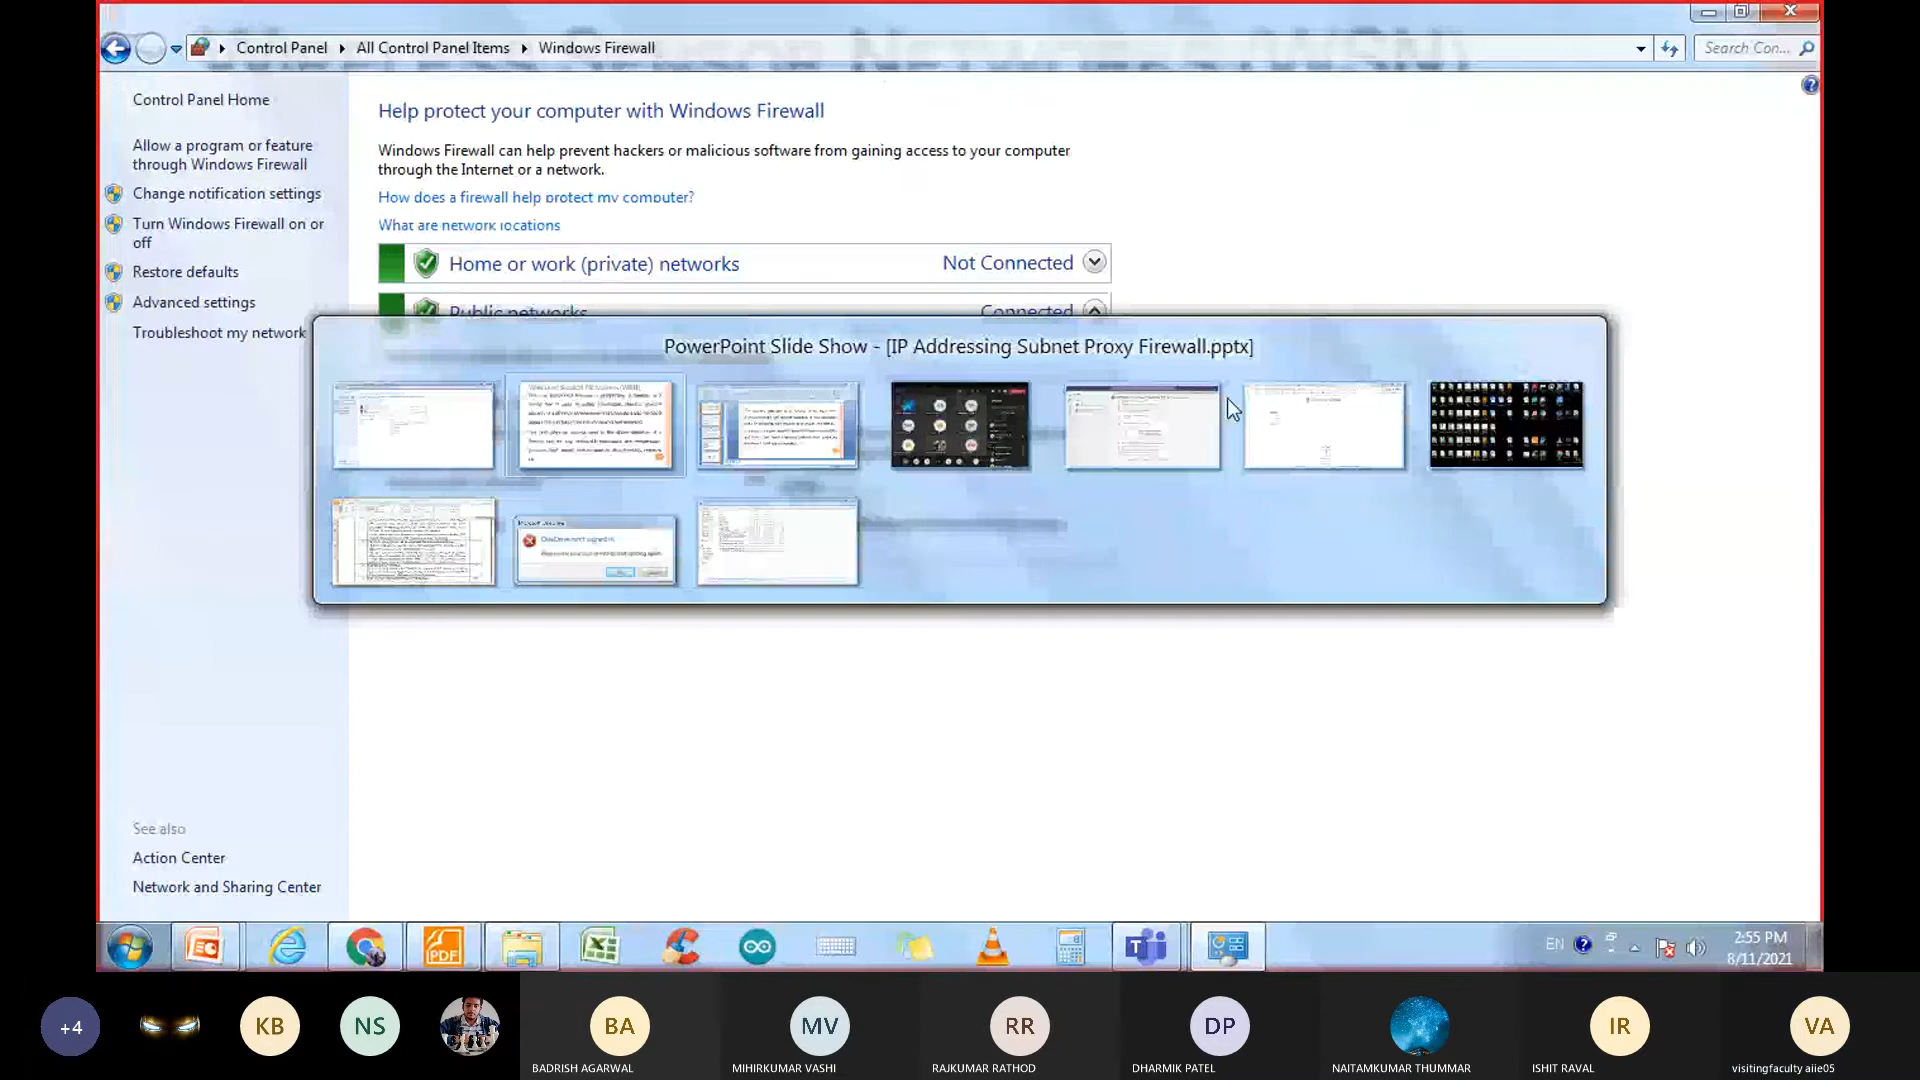 Control Panel
All Control Panel Items
Windows Firewall
Search Con...
Control Panel Home
Allow a program or feature
through Windows Firewall
Change notification settings
Turn Windows Firewall on or
off
Restore defaults
Advanced settings
Troubleshoot my network
Help protect your computer with Windows Firewall
Windows Firewall can help prevent hackers or malicious software from gaining access to your computer
through the Internet or a network.
How does a firewall help protect my computer?
What are network locations
Home or work (private) networks Not Connected
Public networks Connected
PowerPoint Slide Show - [IP Addressing Subnet Proxy Firewall.pptx]
See also
Action Center
Network and Sharing Center
PDF
EN
2:55 PM
8/11/2021
+4
KB
NS
BA
MV
RR
DP
IR
VA
BADRISH AGARWAL
MIHIRKUMAR VASHI
RAJKUMAR RATHOD
DHARMIK PATEL
NAITAMKUMAR THUMMAR
ISHIT RAVAL
visitingfaculty aiie05